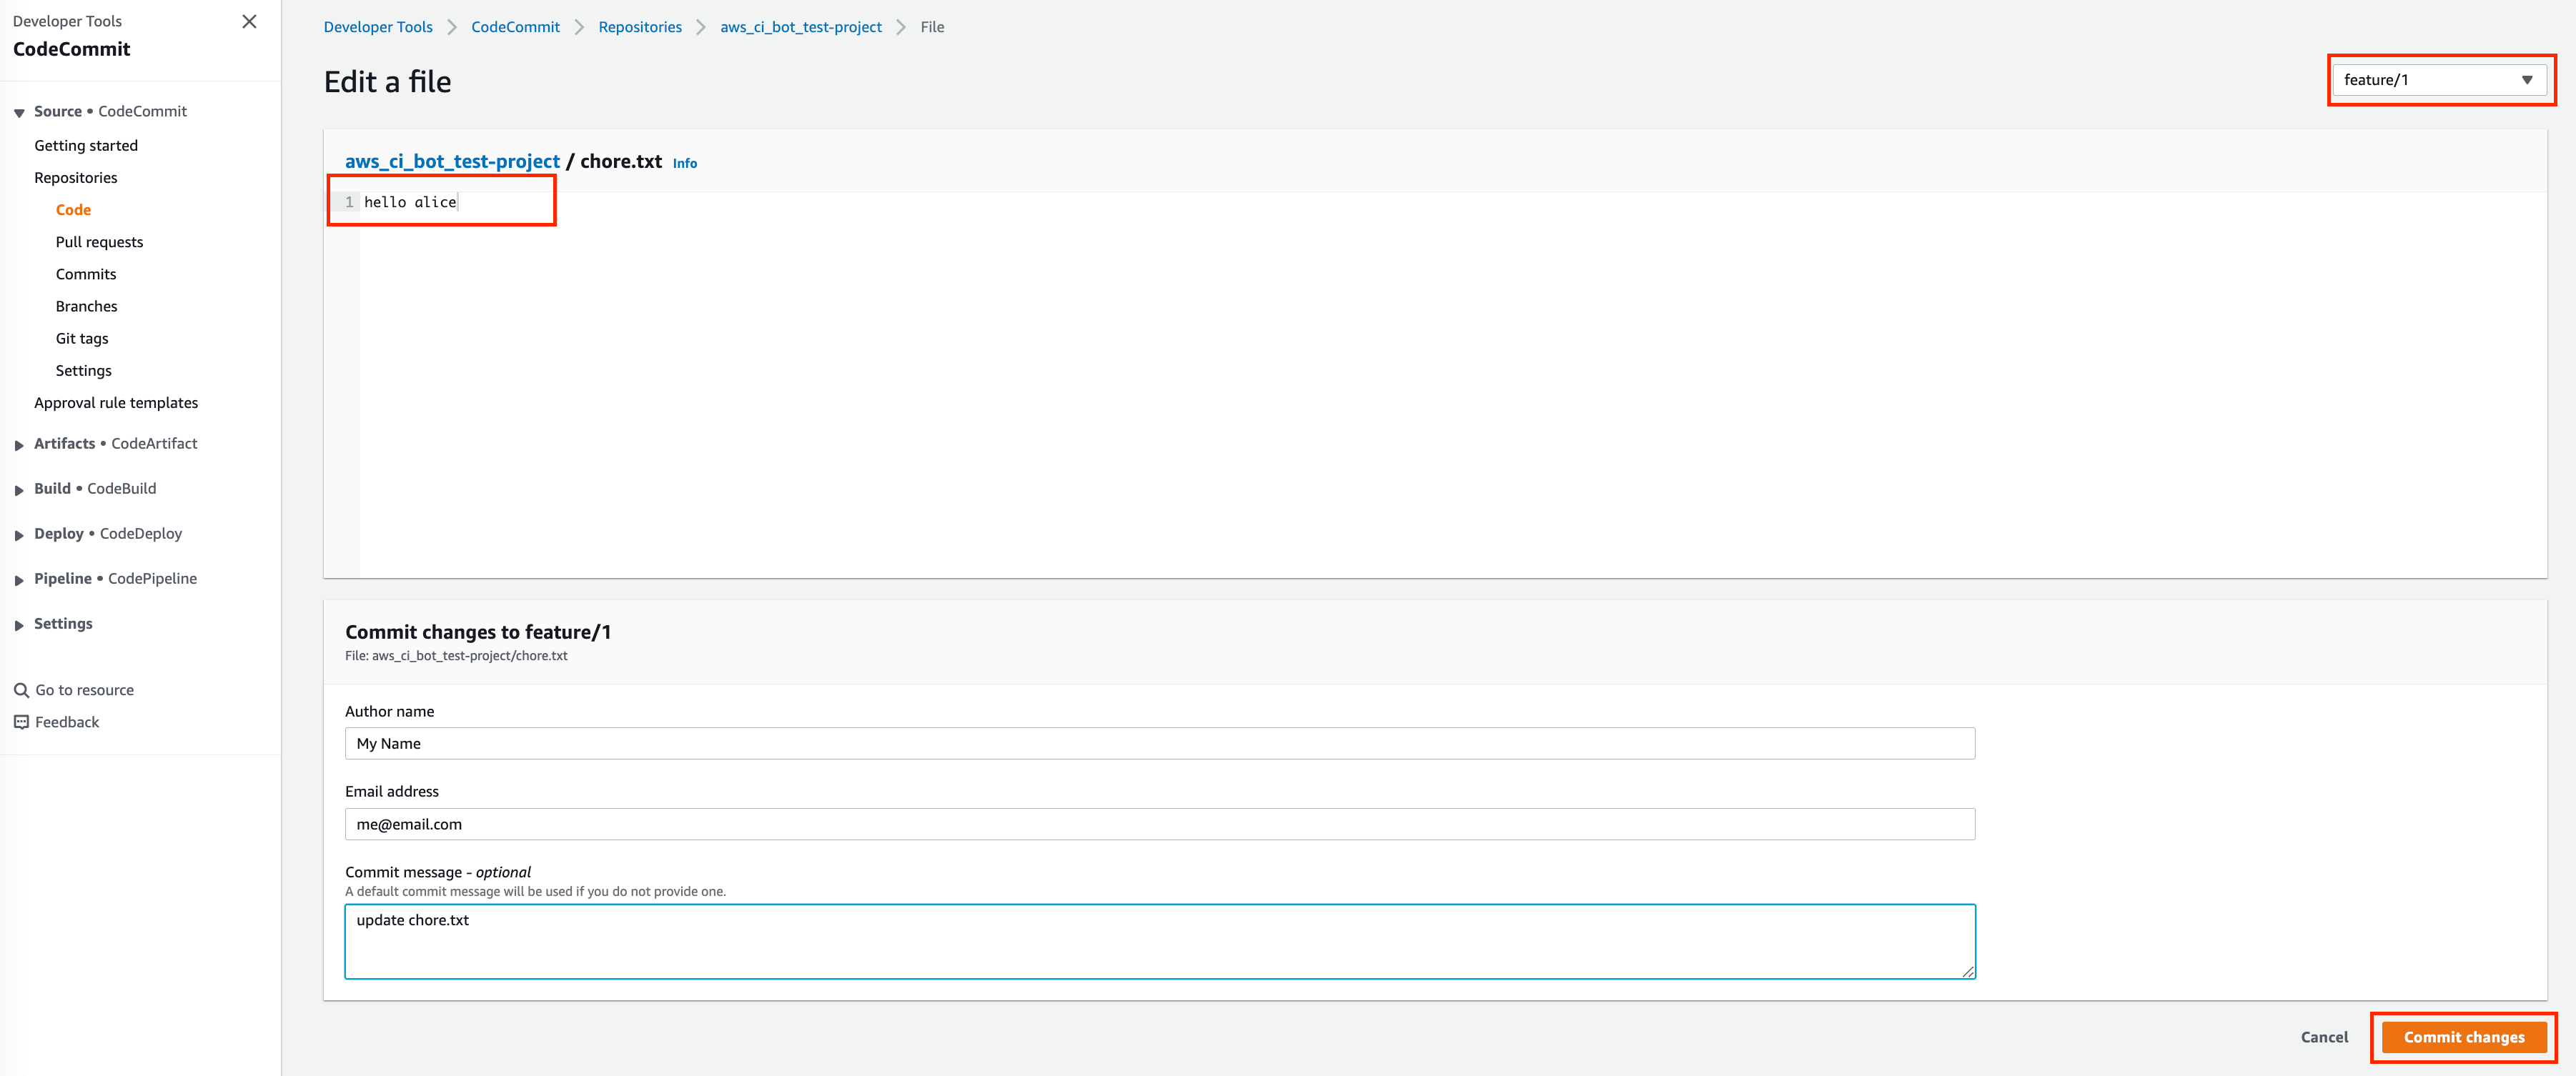 Developer Tools
CodeCommit
Source • CodeCommit
Getting started
Repositories
Code
Pull requests
Commits
Branches
Git tags
Settings
Approval rule templates
Artifacts • CodeArtifact
Build • CodeBuild
Deploy • CodeDeploy
Pipeline • CodePipeline
Settings
Go to resource
Feedback
Developer Tools > CodeCommit > Repositories > aws_ci_bot_test-project > File
Edit a file
feature/1
aws_ci_bot_test-project / chore.txt Info
1 hello alice
Commit changes to feature/1
File: aws_ci_bot_test-project/chore.txt
Author name
My Name
Email address
me@email.com
Commit message - optional
A default commit message will be used if you do not provide one.
update chore.txt
Cancel
Commit changes